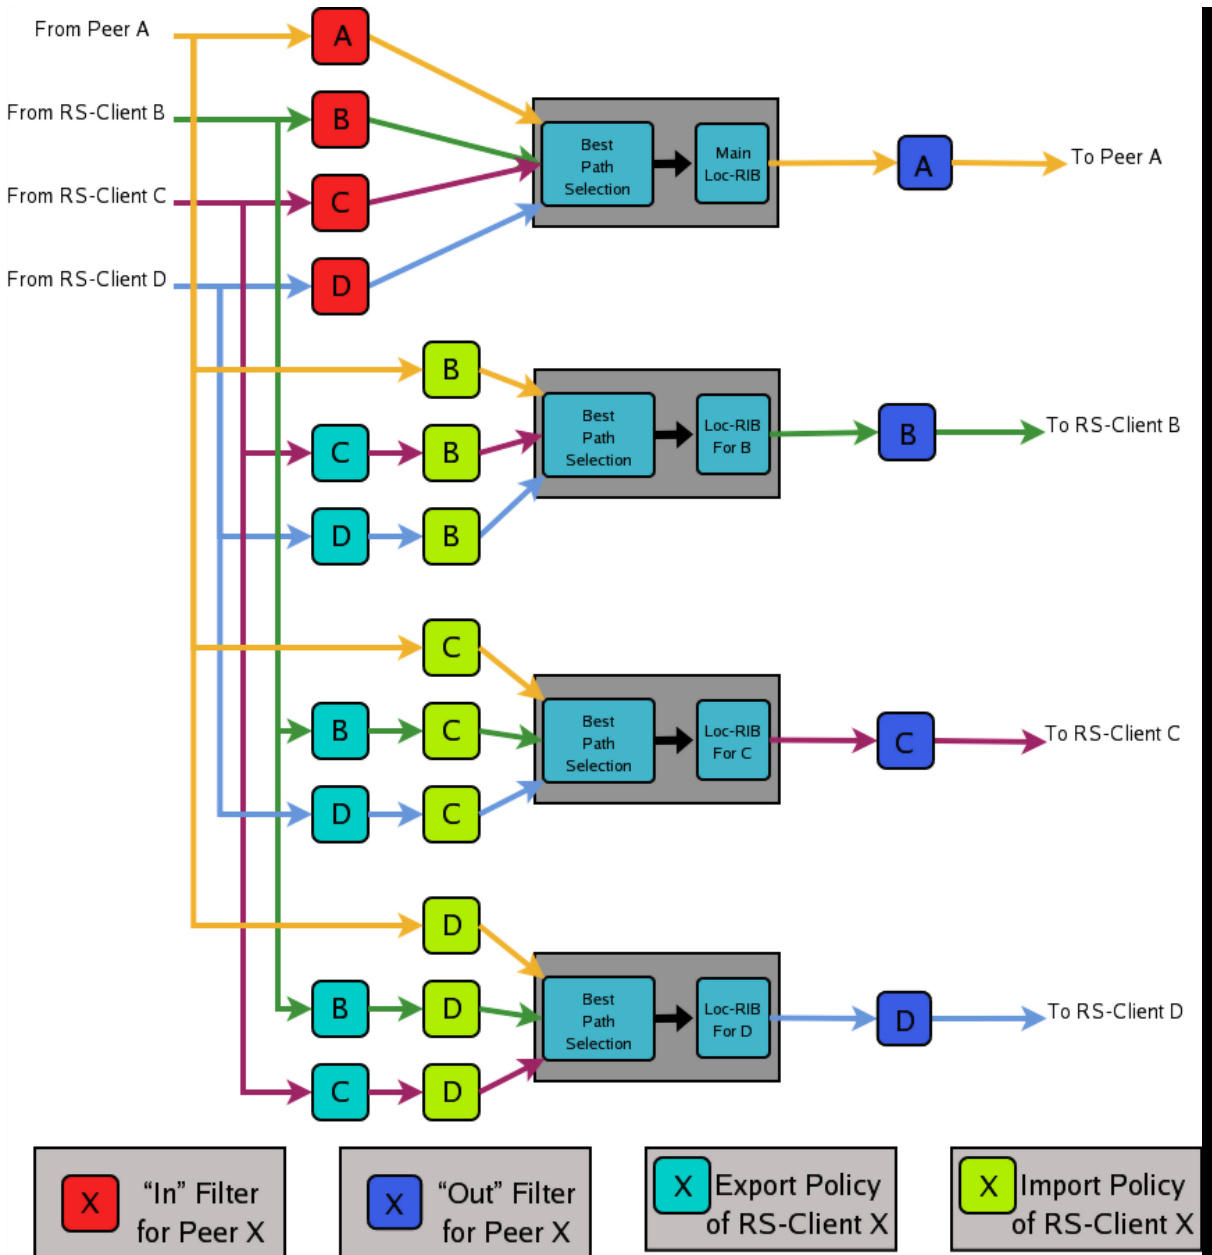 From Peer A
A
From RS-Client B
B
Best
Path
Selection
Main
Loc-RIB
A
To Peer A
From RS-Client C
C
From RS-Client D
D
B
C
B
Best
Path
Selection
Loc-RIB
For B
B
To RS-Client B
D
B
C
B
C
Best
Path
Selection
Loc-RIB
For C
C
To RS-Client C
D
C
D
B
D
Best
Path
Selection
Loc-RIB
For D
D
To RS-Client D
C
D
X
“In” Filter
for Peer X
X
“Out” Filter
for Peer X
X
Export Policy
of RS-Client X
X
Import Policy
of RS-Client X